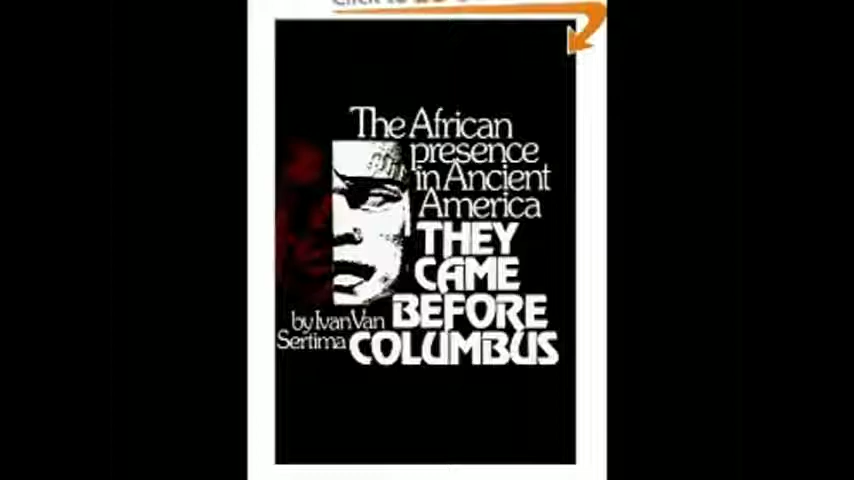 The African
presence
in Ancient
America
THEY
CAME
BEFORE
COLUMBUS
by Ivan Van
Sertima